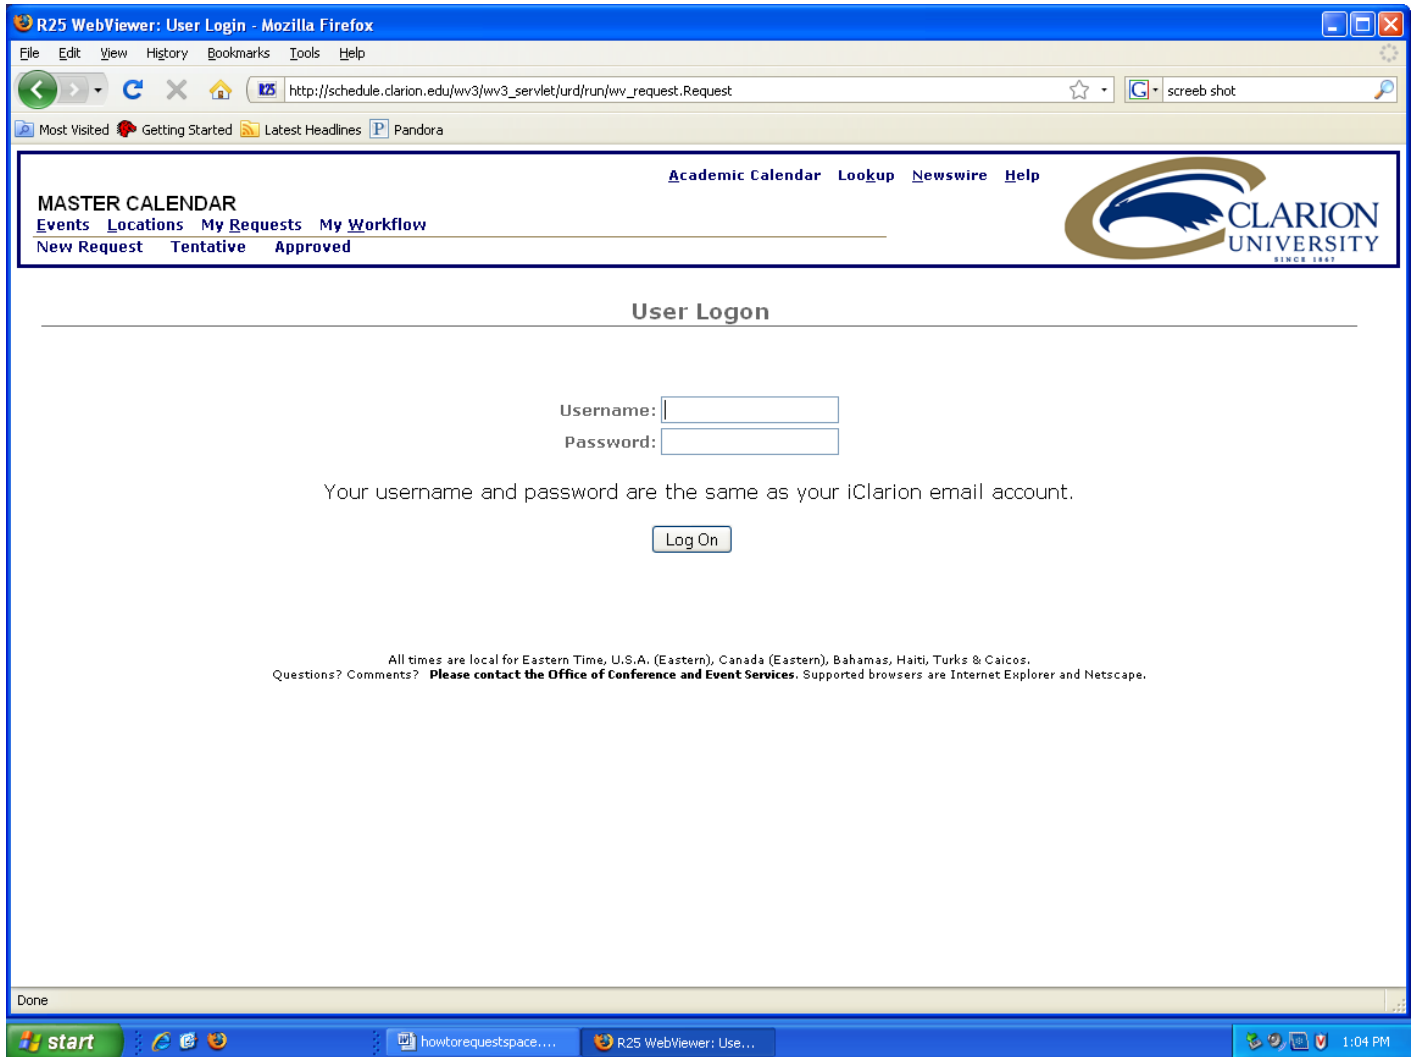 R25 WebViewer: User Login - Mozilla Firefox
File Edit View History Bookmarks Tools Help
R25 http://schedule.clarion.edu/wv3/wv3_servlet/urd/run/wv_request.Request G screeb shot
Most Visited Getting Started Latest Headlines P Pandora
Academic Calendar Lookup Newswire Help
MASTER CALENDAR
Events Locations My Requests My Workflow
New Request Tentative Approved
CLARION
UNIVERSITY
SINCE 1867
User Logon
Username:
Password:
Your username and password are the same as your iClarion email account.
Log On
All times are local for Eastern Time, U.S.A. (Eastern), Canada (Eastern), Bahamas, Haiti, Turks & Caicos.
Questions? Comments? Please contact the Office of Conference and Event Services. Supported browsers are Internet Explorer and Netscape.
Done
start howtorequestspace.... R25 WebViewer: Use... 1:04 PM